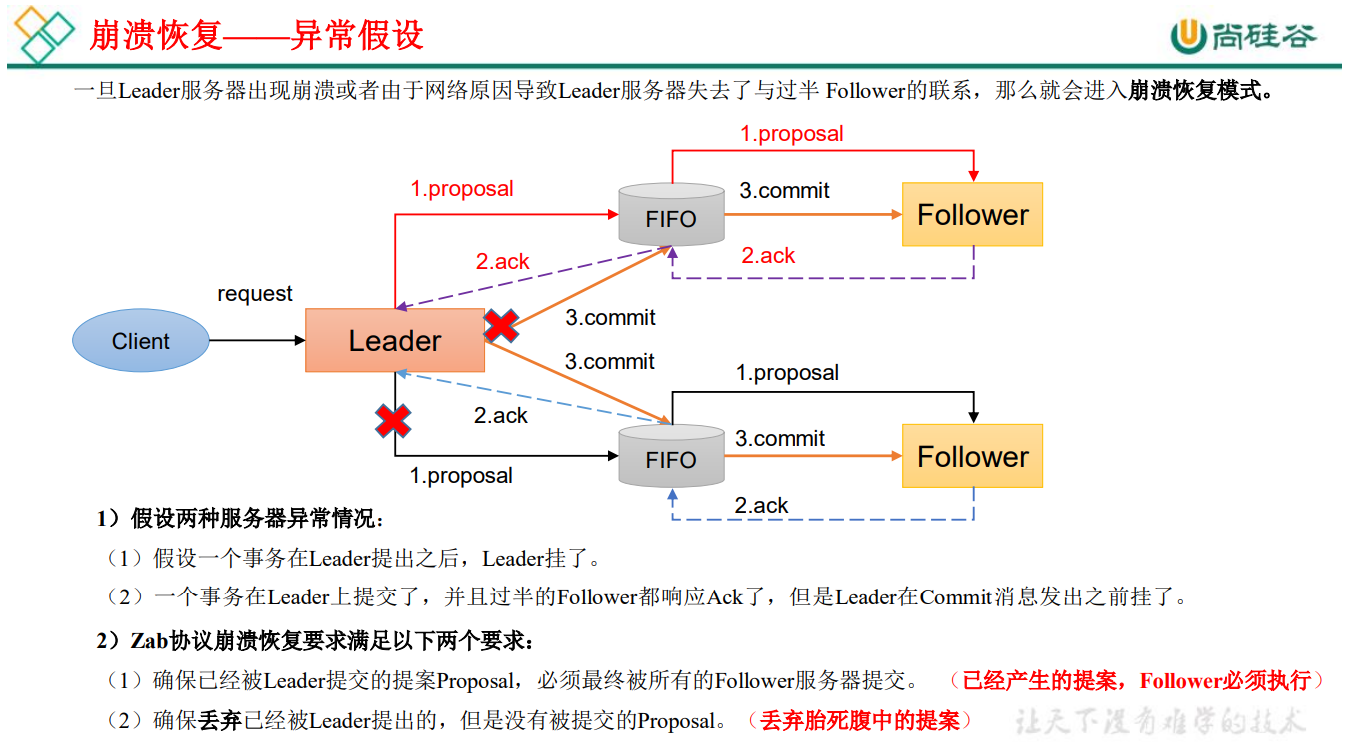 崩溃恢复——异常假设
尚硅谷
一旦Leader服务器出现崩溃或者由于网络原因导致Leader服务器失去了与过半 Follower的联系，那么就会进入崩溃恢复模式。
1.proposal
1.proposal
3.commit
FIFO
Follower
2.ack
2.ack
request
3.commit
Client
Leader
3.commit
1.proposal
2.ack
3.commit
FIFO
Follower
1.proposal
2.ack
1）假设两种服务器异常情况：
（1）假设一个事务在Leader提出之后，Leader挂了。
（2）一个事务在Leader上提交了，并且过半的Follower都响应Ack了，但是Leader在Commit消息发出之前挂了。
2）Zab协议崩溃恢复要求满足以下两个要求：
（1）确保已经被Leader提交的提案Proposal，必须最终被所有的Follower服务器提交。 （已经产生的提案，Follower必须执行）
（2）确保丢弃已经被Leader提出的，但是没有被提交的Proposal。（丢弃胎死腹中的提案）
让天下没有难学的技术